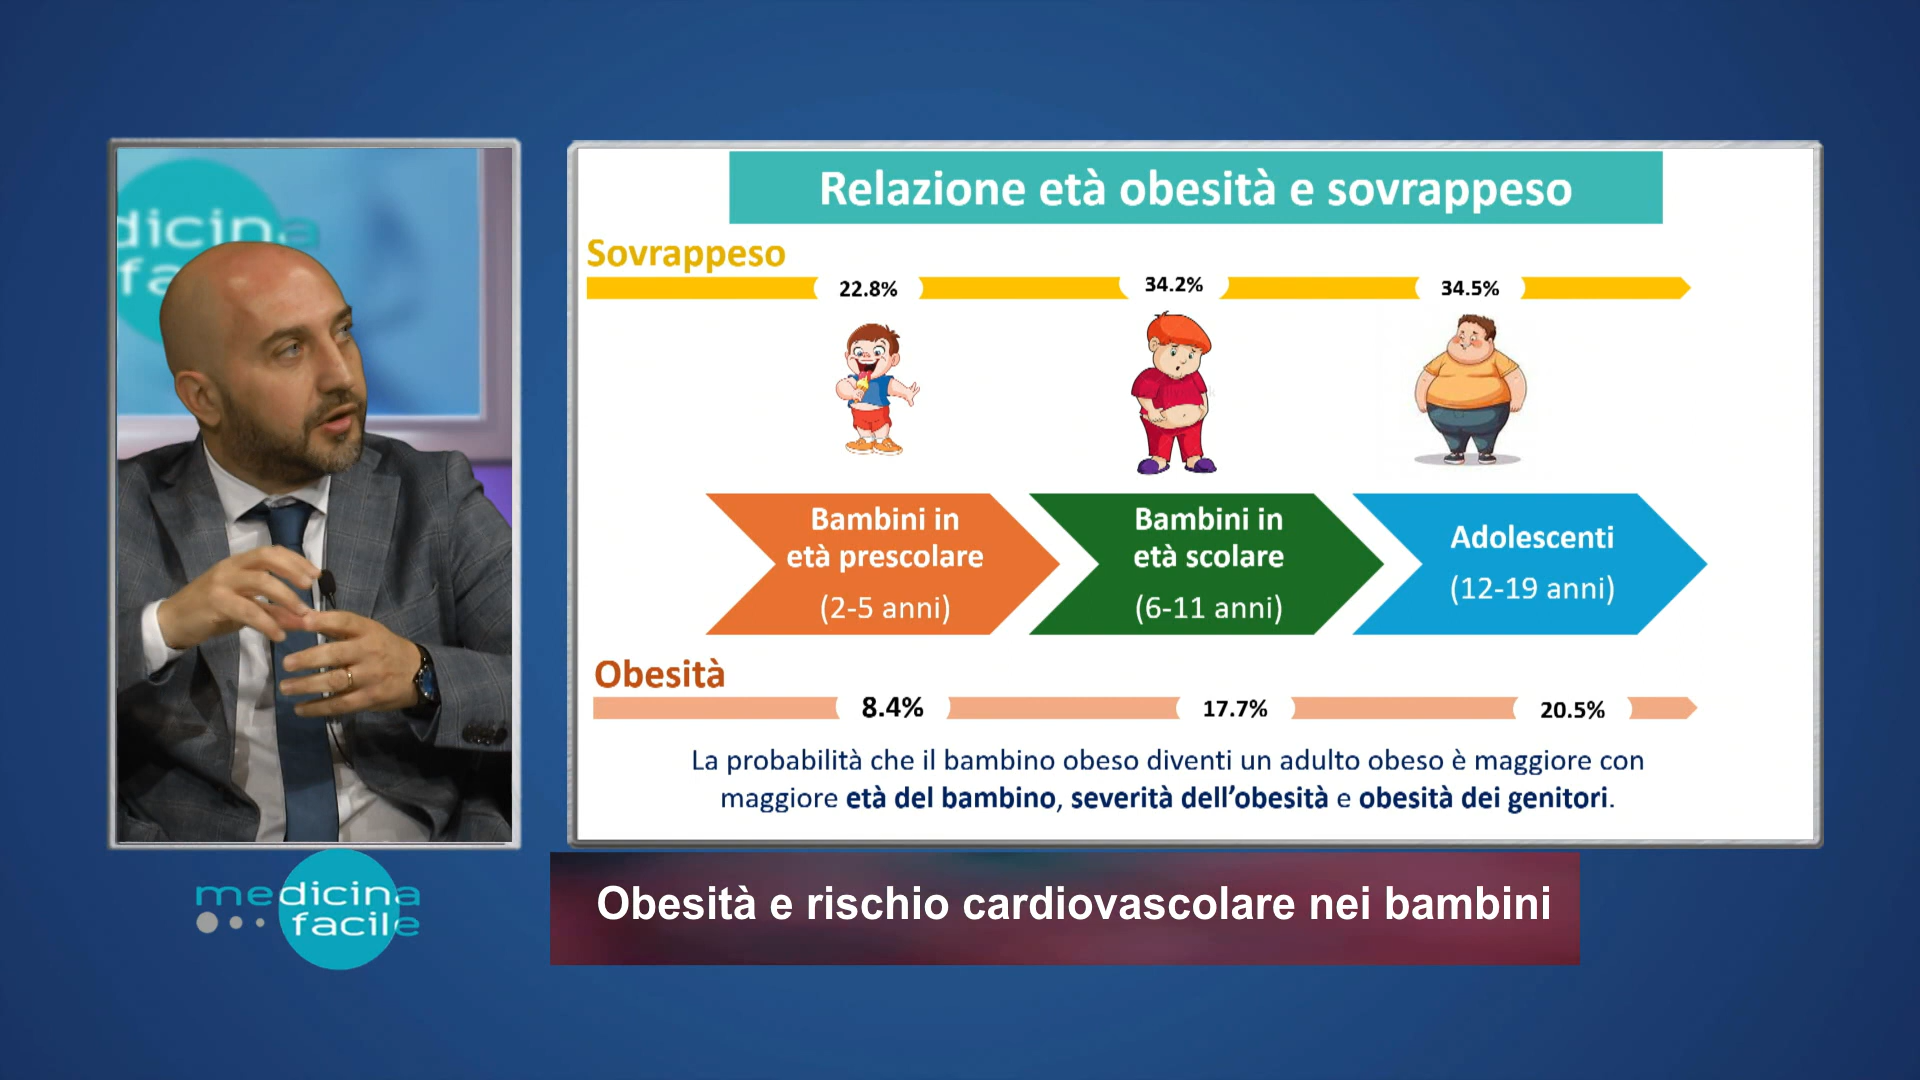 dicina
fa
Relazione età obesità e sovrappeso
Sovrappeso
22.8%
34.2%
34.5%
Bambini in
età prescolare
(2-5 anni)
Bambini in
età scolare
(6-11 anni)
Adolescenti
(12-19 anni)
Obesità
8.4%
17.7%
20.5%
La probabilità che il bambino obeso diventi un adulto obeso è maggiore con
maggiore età del bambino, severità dell’obesità e obesità dei genitori.
medicina
facile
Obesità e rischio cardiovascolare nei bambini